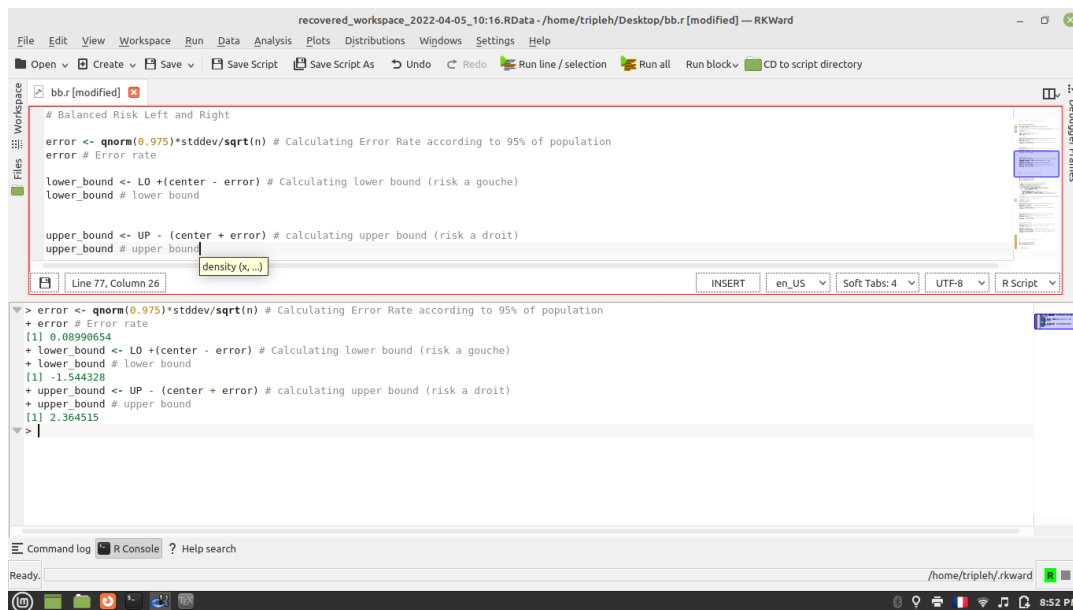 recovered_workspace_2022-04-05_10:16.RData - /home/tripleh/Desktop/bb.r [modified] — RKWard
File Edit View Workspace Run Data Analysis Plots Distributions Windows Settings Help
Open Create Save Save Script Save Script As Undo Redo Run line / selection Run all Run block CD to script directory
Workspace
Files
bb.r [modified]
Debugger Frames
# Balanced Risk Left and Right
error <- qnorm(0.975)*stddev/sqrt(n) # Calculating Error Rate according to 95% of population
error # Error rate
lower_bound <- LO +(center - error) # Calculating lower bound (risk a gouche)
lower_bound # lower bound
upper_bound <- UP - (center + error) # calculating upper bound (risk a droit)
upper_bound # upper bound
density (x, ...)
Line 77, Column 26 INSERT en_US Soft Tabs: 4 UTF-8 R Script
> error <- qnorm(0.975)*stddev/sqrt(n) # Calculating Error Rate according to 95% of population
+ error # Error rate
[1] 0.08990654
+ lower_bound <- LO +(center - error) # Calculating lower bound (risk a gouche)
+ lower_bound # lower bound
[1] -1.544328
+ upper_bound <- UP - (center + error) # calculating upper bound (risk a droit)
+ upper_bound # upper bound
[1] 2.364515
>
Command log R Console ? Help search
Ready. /home/tripleh/.rkward R
TEX 8:52 P